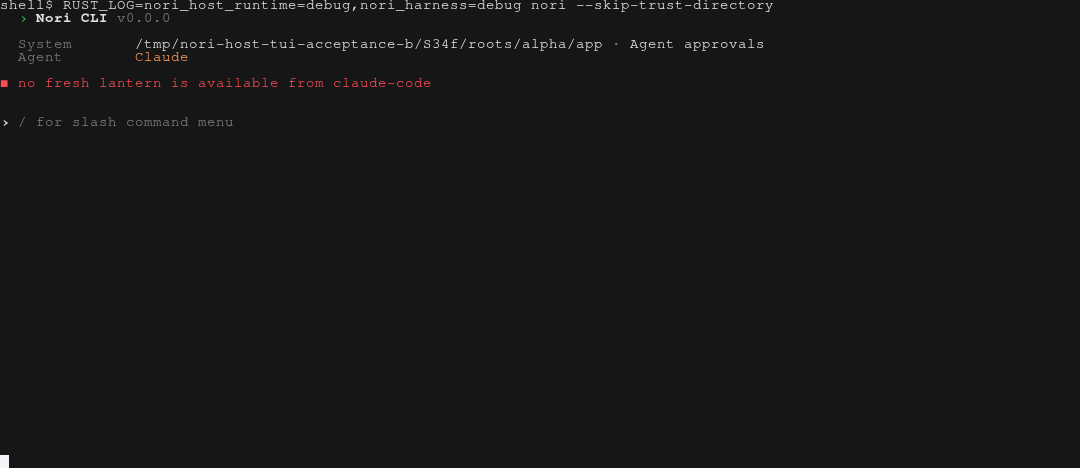 shell$ RUST_LOG=nori_host_runtime=debug,nori_harness=debug nori --skip-trust-directory
› Nori CLI v0.0.0
System /tmp/nori-host-tui-acceptance-b/S34f/roots/alpha/app · Agent approvals
Agent Claude
■ no fresh lantern is available from claude-code
› / for slash command menu